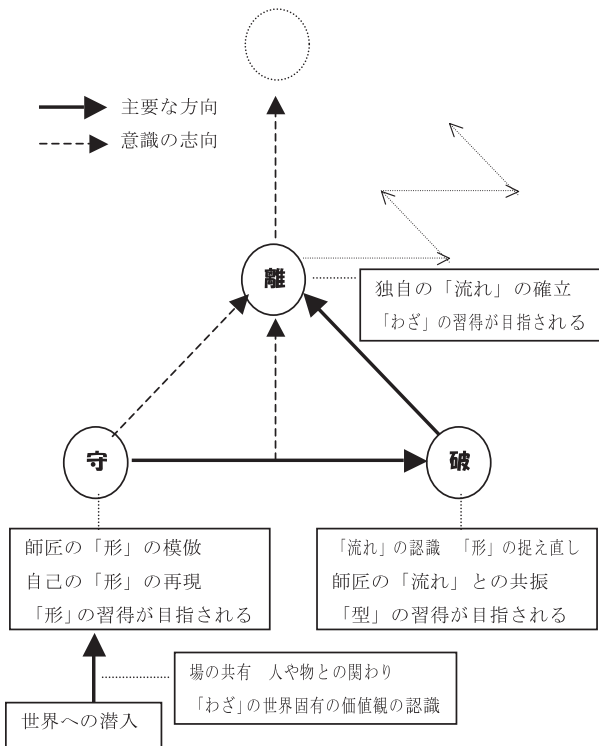 主要な方向
意識の志向
離
独自の「流れ」の確立
「わざ」の習得が目指される
守
破
師匠の「形」の模倣
自己の「形」の再現
「形」の習得が目指される
「流れ」の認識　「形」の捉え直し
師匠の「流れ」との共振
「型」の習得が目指される
場の共有　人や物との関わり
「わざ」の世界固有の価値観の認識
世界への潜入